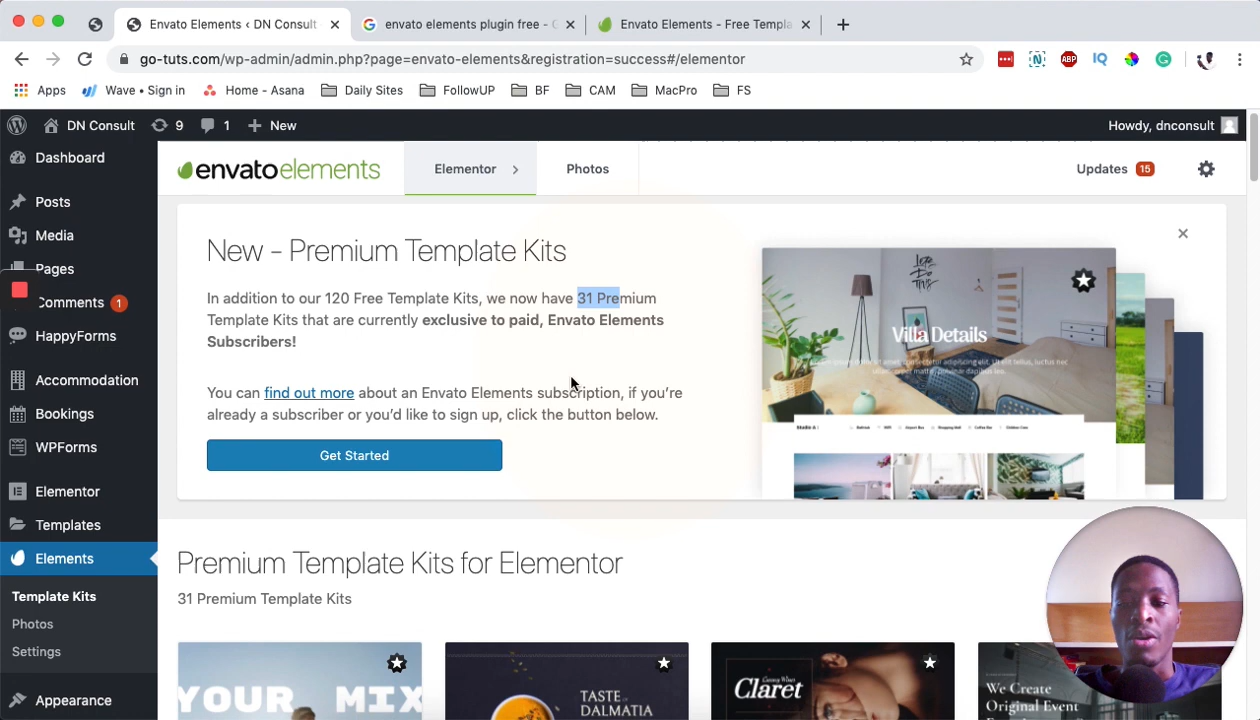 Envato Elements ‹ DN Consult
envato elements plugin free - G
Envato Elements - Free Templa
go-tuts.com/wp-admin/admin.php?page=envato-elements&registration=success#/elementor
Apps
Wave • Sign in
Home - Asana
Daily Sites
FollowUP
BF
CAM
MacPro
FS
DN Consult
9
1
New
Howdy, dnconsult
Dashboard
Posts
Media
Pages
Comments 1
HappyForms
Accommodation
Bookings
WPForms
Elementor
Templates
Elements
Template Kits
Photos
Settings
Appearance
envatoelements
Elementor
Photos
Updates 15
New - Premium Template Kits
In addition to our 120 Free Template Kits, we now have 31 Premium
Template Kits that are currently exclusive to paid, Envato Elements
Subscribers!
You can find out more about an Envato Elements subscription, if you're
already a subscriber or you'd like to sign up, click the button below.
Get Started
Villa Details
Premium Template Kits for Elementor
31 Premium Template Kits
YOUR MIX
TASTE
DALMATIA
Claret
We Create
Original Event